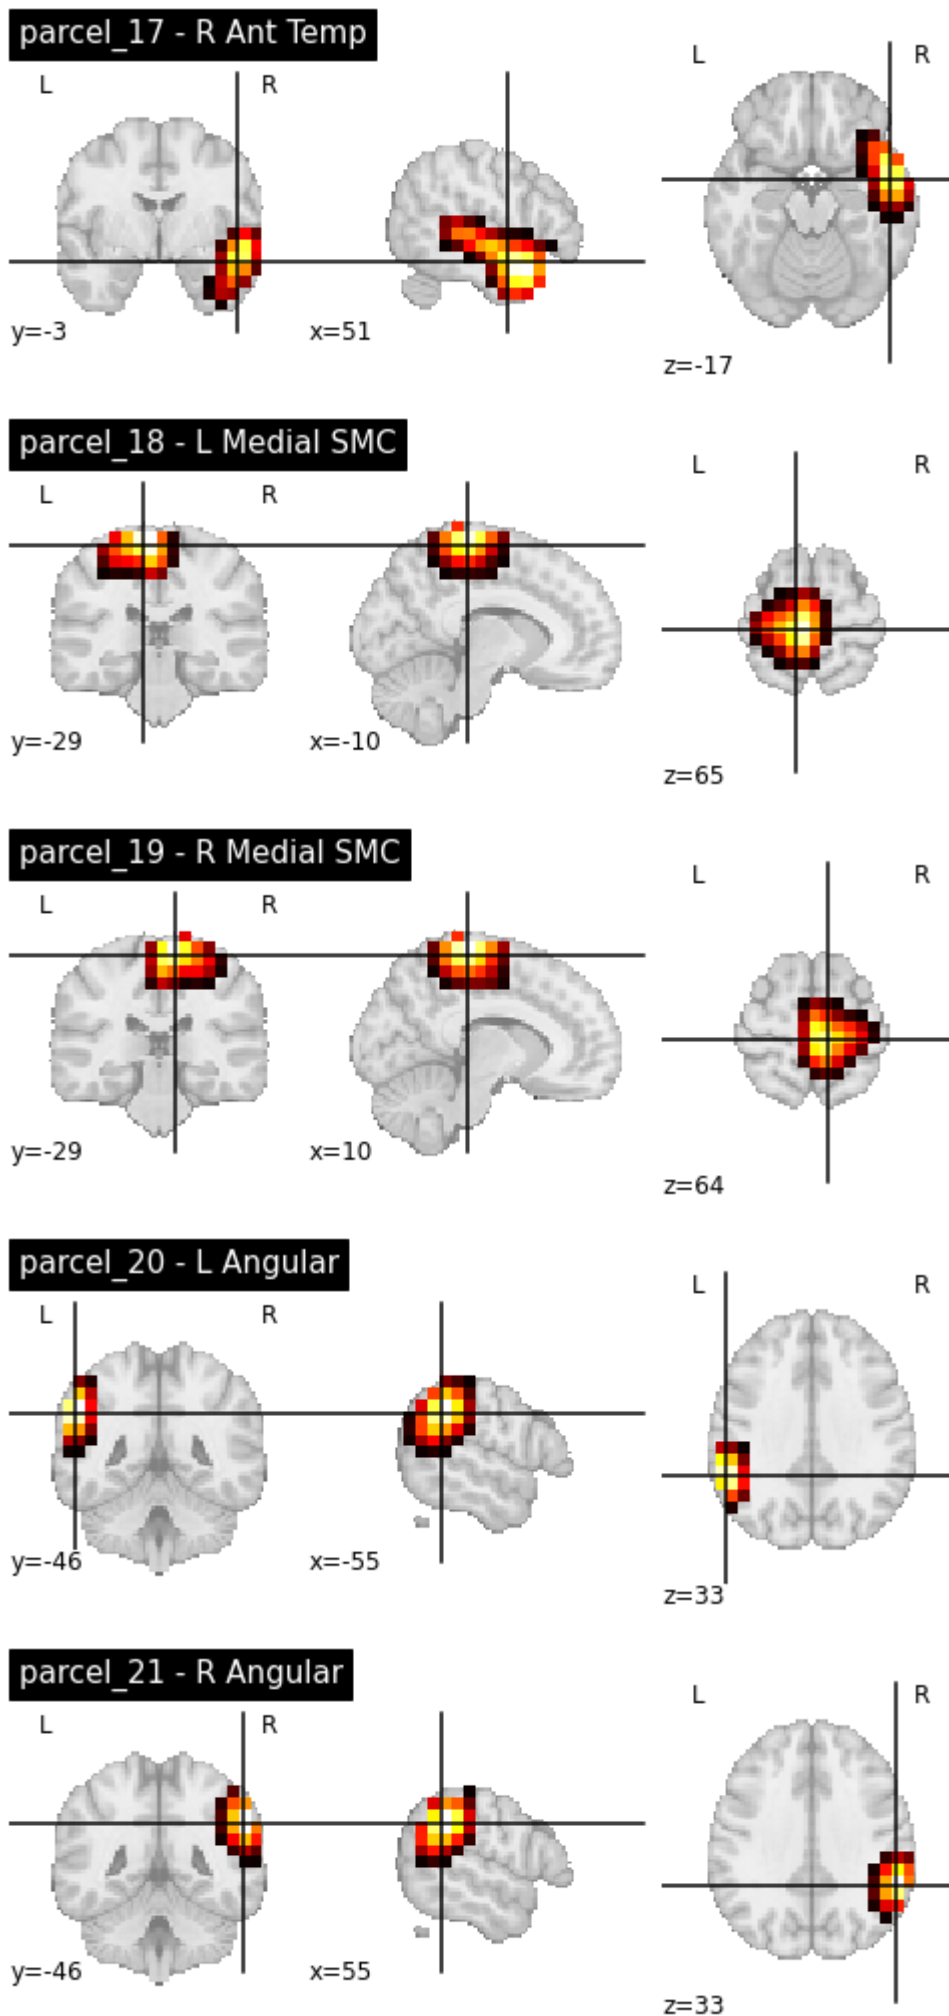 parcel_17 - R Ant Temp
L R L R
y=-3 x=51 z=-17
parcel_18 - L Medial SMC
L R L R
y=-29 x=-10 z=65
parcel_19 - R Medial SMC
L R L R
y=-29 x=10 z=64
parcel_20 - L Angular
L R L R
y=-46 x=-55 z=33
parcel_21 - R Angular
L R L R
y=-46 x=55 z=33